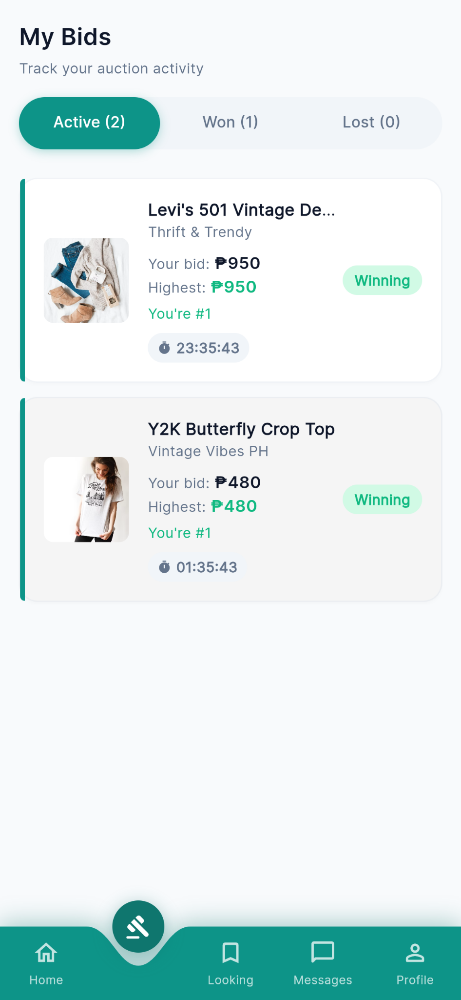 My Bids
Track your auction activity
Active (2)
Won (1)
Lost (0)
Levi's 501 Vintage De...
Thrift & Trendy
Your bid: ₱950
Highest: ₱950
You're #1
Winning
23:35:43
Y2K Butterfly Crop Top
Vintage Vibes PH
Your bid: ₱480
Highest: ₱480
You're #1
Winning
01:35:43
Home
Looking
Messages
Profile